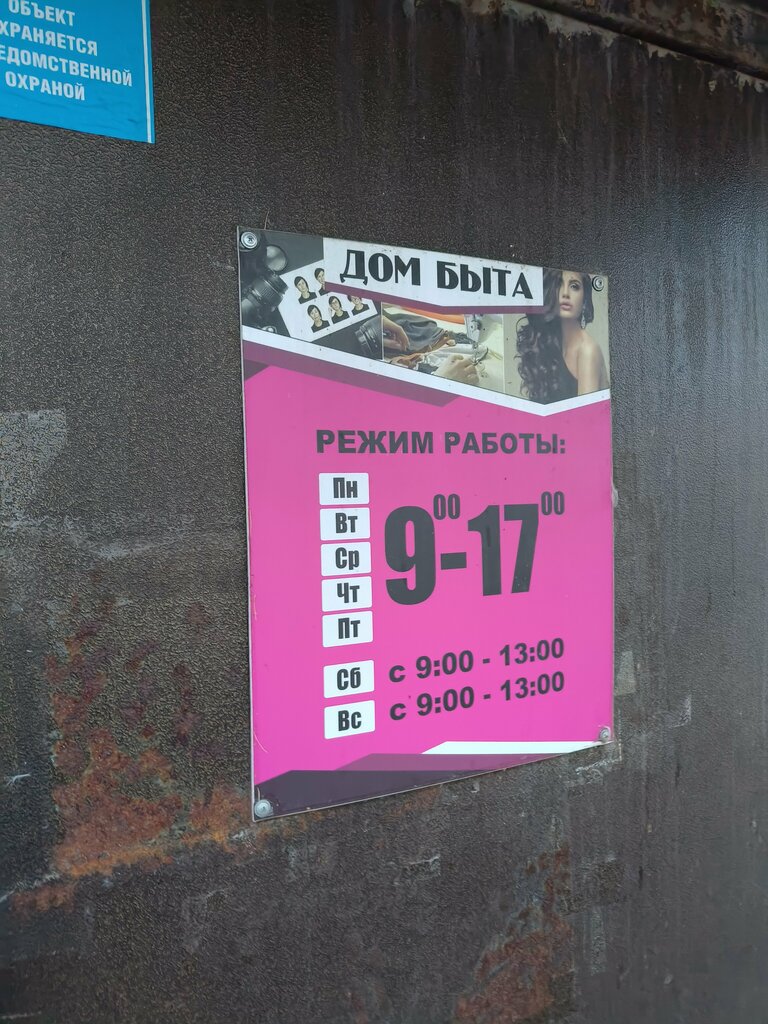 ОБЪЕКТ
ХРАНЯЕТСЯ
ЕДОМСТВЕННОЙ
ОХРАНОЙ
ДОМ БЫТА
РЕЖИМ РАБОТЫ:
Пн
Вт
Ср
Чт
Пт
9⁰⁰-17⁰⁰
Сб с 9:00 - 13:00
Вс с 9:00 - 13:00